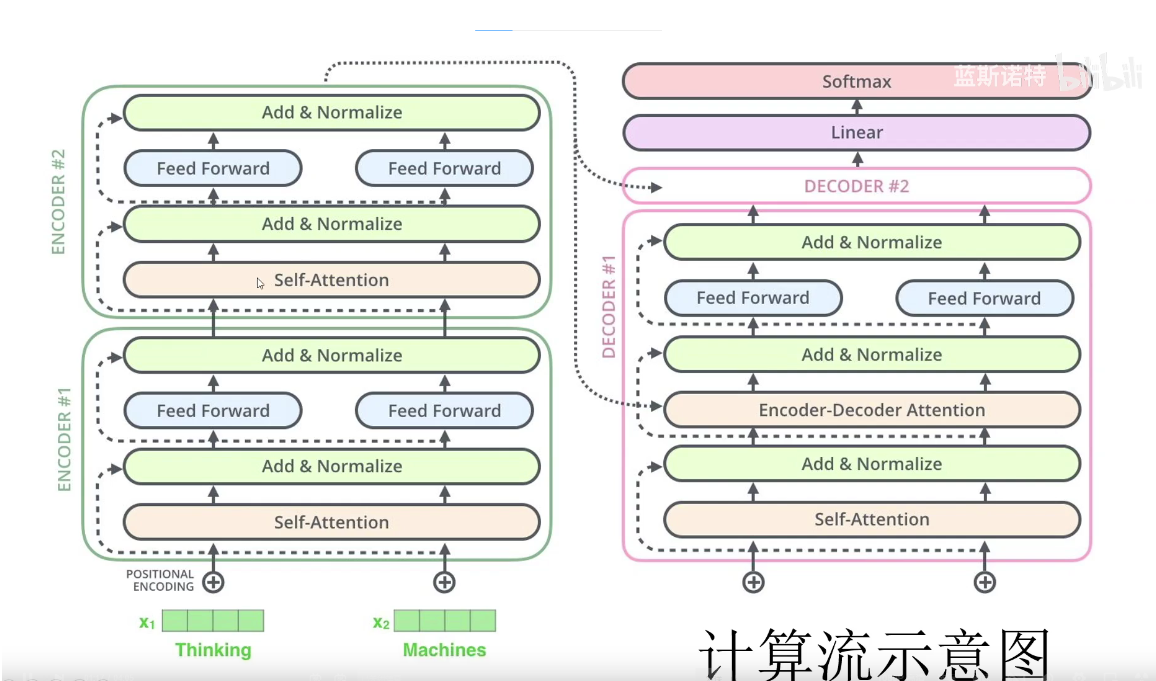 蓝斯诺特 bilibili
ENCODER #2
Add & Normalize
Feed Forward
Feed Forward
Add & Normalize
Self-Attention
ENCODER #1
Add & Normalize
Feed Forward
Feed Forward
Add & Normalize
Self-Attention
POSITIONAL
ENCODING
x1
x2
Thinking
Machines
Softmax
Linear
DECODER #2
DECODER #1
Add & Normalize
Feed Forward
Feed Forward
Add & Normalize
Encoder-Decoder Attention
Add & Normalize
Self-Attention
计算流示意图